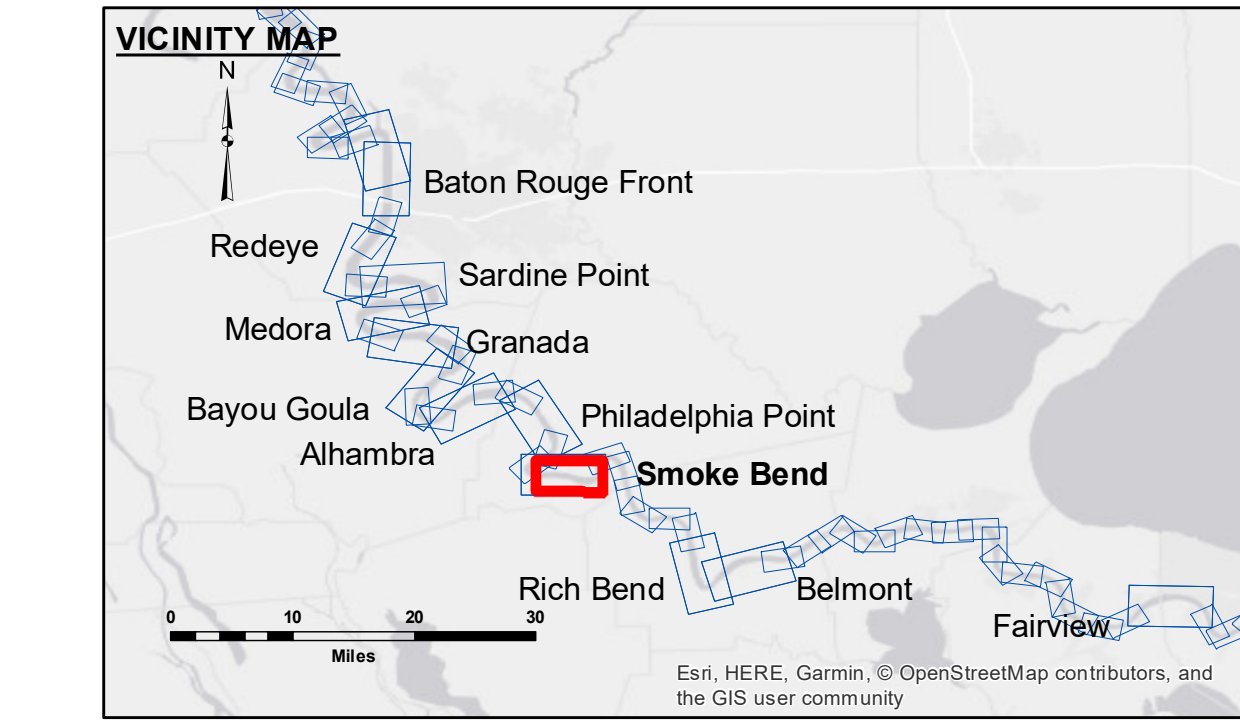 VICINITY MAP
N
Baton Rouge Front
Redeye
Sardine Point
Medora
Granada
Bayou Goula
Philadelphia Point
Alhambra
Smoke Bend
Rich Bend
Belmont
Fairview
0 10 20 30
Miles
Esri, HERE, Garmin, © OpenStreetMap contributors, and
the GIS user community